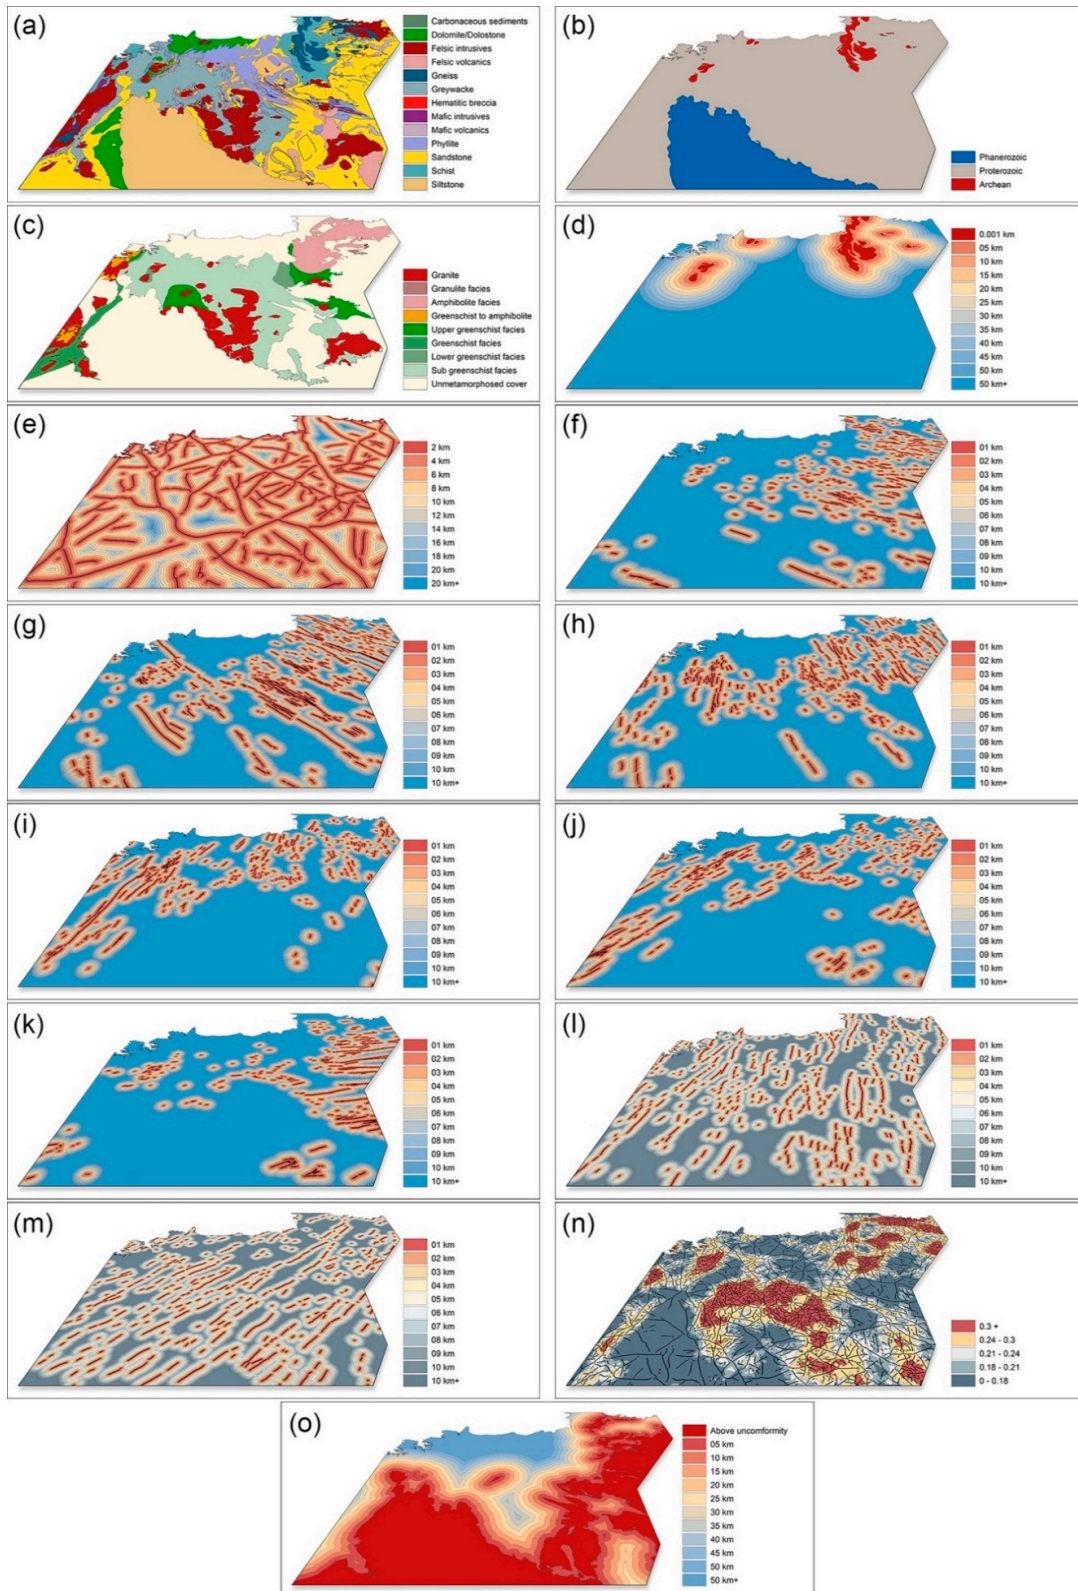 (a)
Carbonaceous sediments
Dolomite/Dolostone
Felsic intrusives
Felsic volcanics
Gneiss
Greywacke
Hematitic breccia
Mafic intrusives
Mafic volcanics
Phyllite
Sandstone
Schist
Siltstone
(b)
Phanerozoic
Proterozoic
Archean
(c)
Granite
Granulite facies
Amphibolite facies
Greenschist to amphibolite
Upper greenschist facies
Greenschist facies
Lower greenschist facies
Sub greenschist facies
Unmetamorphosed cover
(d)
0.001 km
05 km
10 km
15 km
20 km
25 km
30 km
35 km
40 km
45 km
50 km
50 km+
(e)
2 km
4 km
6 km
8 km
10 km
12 km
14 km
16 km
18 km
20 km
20 km+
(f)
01 km
02 km
03 km
04 km
05 km
06 km
07 km
08 km
09 km
10 km
10 km+
(g)
01 km
02 km
03 km
04 km
05 km
06 km
07 km
08 km
09 km
10 km
10 km+
(h)
01 km
02 km
03 km
04 km
05 km
06 km
07 km
08 km
09 km
10 km
10 km+
(i)
01 km
02 km
03 km
04 km
05 km
06 km
07 km
08 km
09 km
10 km
10 km+
(j)
01 km
02 km
03 km
04 km
05 km
06 km
07 km
08 km
09 km
10 km
10 km+
(k)
01 km
02 km
03 km
04 km
05 km
06 km
07 km
08 km
09 km
10 km
10 km+
(l)
01 km
02 km
03 km
04 km
05 km
06 km
07 km
08 km
09 km
10 km
10 km+
(m)
01 km
02 km
03 km
04 km
05 km
06 km
07 km
08 km
09 km
10 km
10 km+
(n)
0.3 +
0.24 - 0.3
0.21 - 0.24
0.18 - 0.21
0 - 0.18
(o)
Above uncomformity
05 km
10 km
15 km
20 km
25 km
30 km
35 km
40 km
45 km
50 km
50 km+